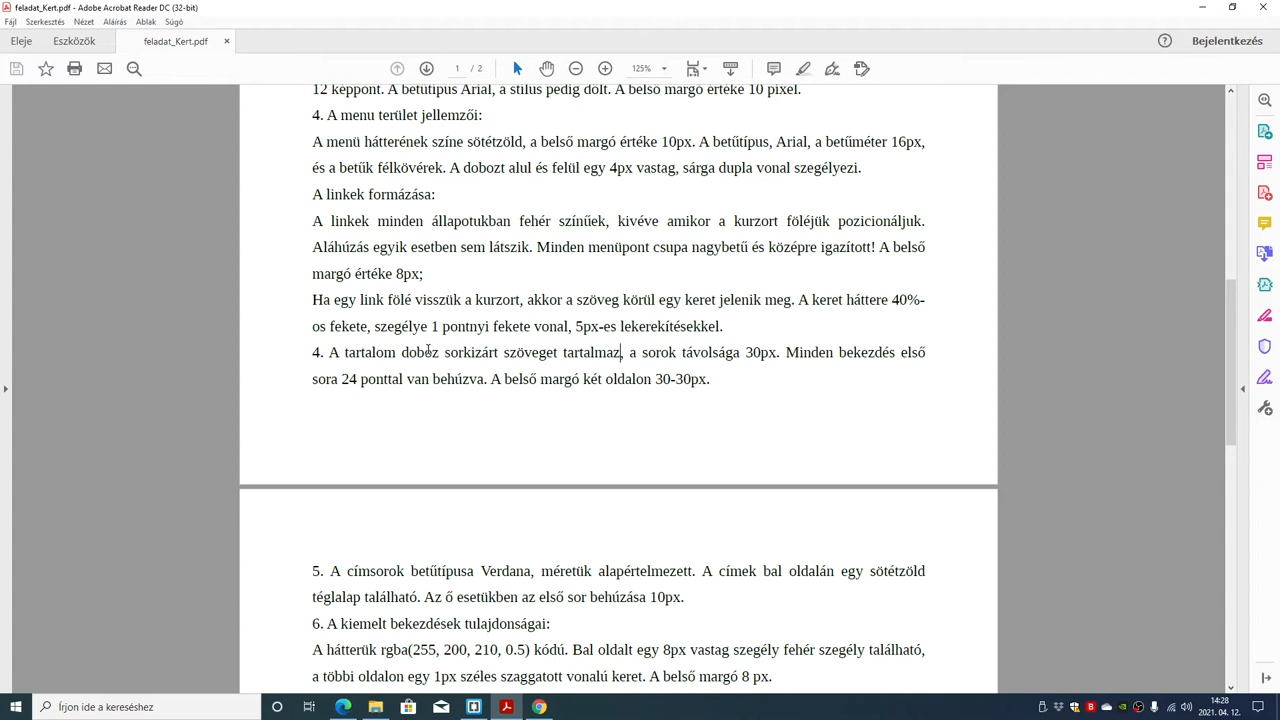 feladat_Kert.pdf - Adobe Acrobat Reader DC (32-bit)
Fájl Szerkesztés Nézet Aláírás Ablak Súgó
Eleje Eszközök feladat_Kert.pdf × Bejelentkezés
1 / 2 125%
12 képpont. A betűtípus Arial, a stílus pedig dőlt. A belső margó értéke 10 pixel.
4. A menu terület jellemzői:
A menü hátterének színe sötétzöld, a belső margó értéke 10px. A betűtípus, Arial, a betűméter 16px,
és a betűk félkövérek. A dobozt alul és felül egy 4px vastag, sárga dupla vonal szegélyezi.
A linkek formázása:
A linkek minden állapotukban fehér színűek, kivéve amikor a kurzort föléjük pozicionáljuk.
Aláhúzás egyik esetben sem látszik. Minden menüpont csupa nagybetű és középre igazított! A belső
margó értéke 8px;
Ha egy link fölé visszük a kurzort, akkor a szöveg körül egy keret jelenik meg. A keret háttere 40%-
os fekete, szegélye 1 pontnyi fekete vonal, 5px-es lekerekítésekkel.
4. A tartalom doboz sorkizárt szöveget tartalmaz, a sorok távolsága 30px. Minden bekezdés első
sora 24 ponttal van behúzva. A belső margó két oldalon 30-30px.
5. A címsorok betűtípusa Verdana, méretük alapértelmezett. A címek bal oldalán egy sötétzöld
téglalap található. Az ő esetükben az első sor behúzása 10px.
6. A kiemelt bekezdések tulajdonságai:
A hátterük rgba(255, 200, 210, 0.5) kódú. Bal oldalt egy 8px vastag szegély fehér szegély található,
a többi oldalon egy 1px széles szaggatott vonalú keret. A belső margó 8 px.
Írjon ide a kereséshez
14:28
2021. 04. 12.